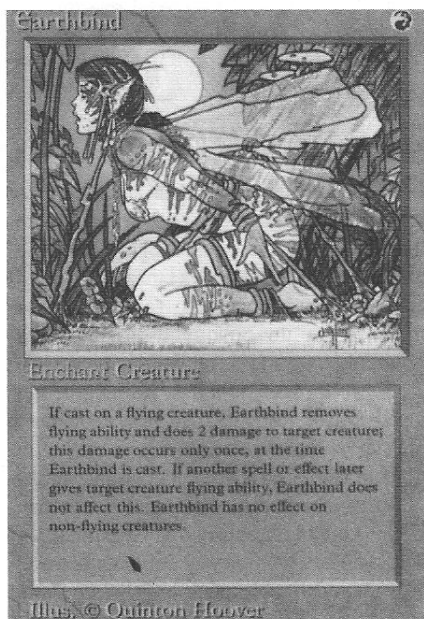 Earthbind
Enchant Creature
If cast on a flying creature, Earthbind removes
flying ability and does 2 damage to target creature;
this damage occurs only once, at the time
Earthbind is cast. If another spell or effect later
gives target creature flying ability, Earthbind does
not affect this. Earthbind has no effect on
non-flying creatures.
Illus. © Quinton Hoover